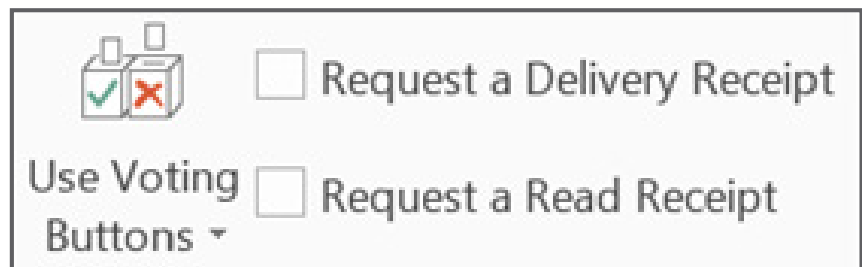 Request a Delivery Receipt
Use Voting
Buttons
Request a Read Receipt